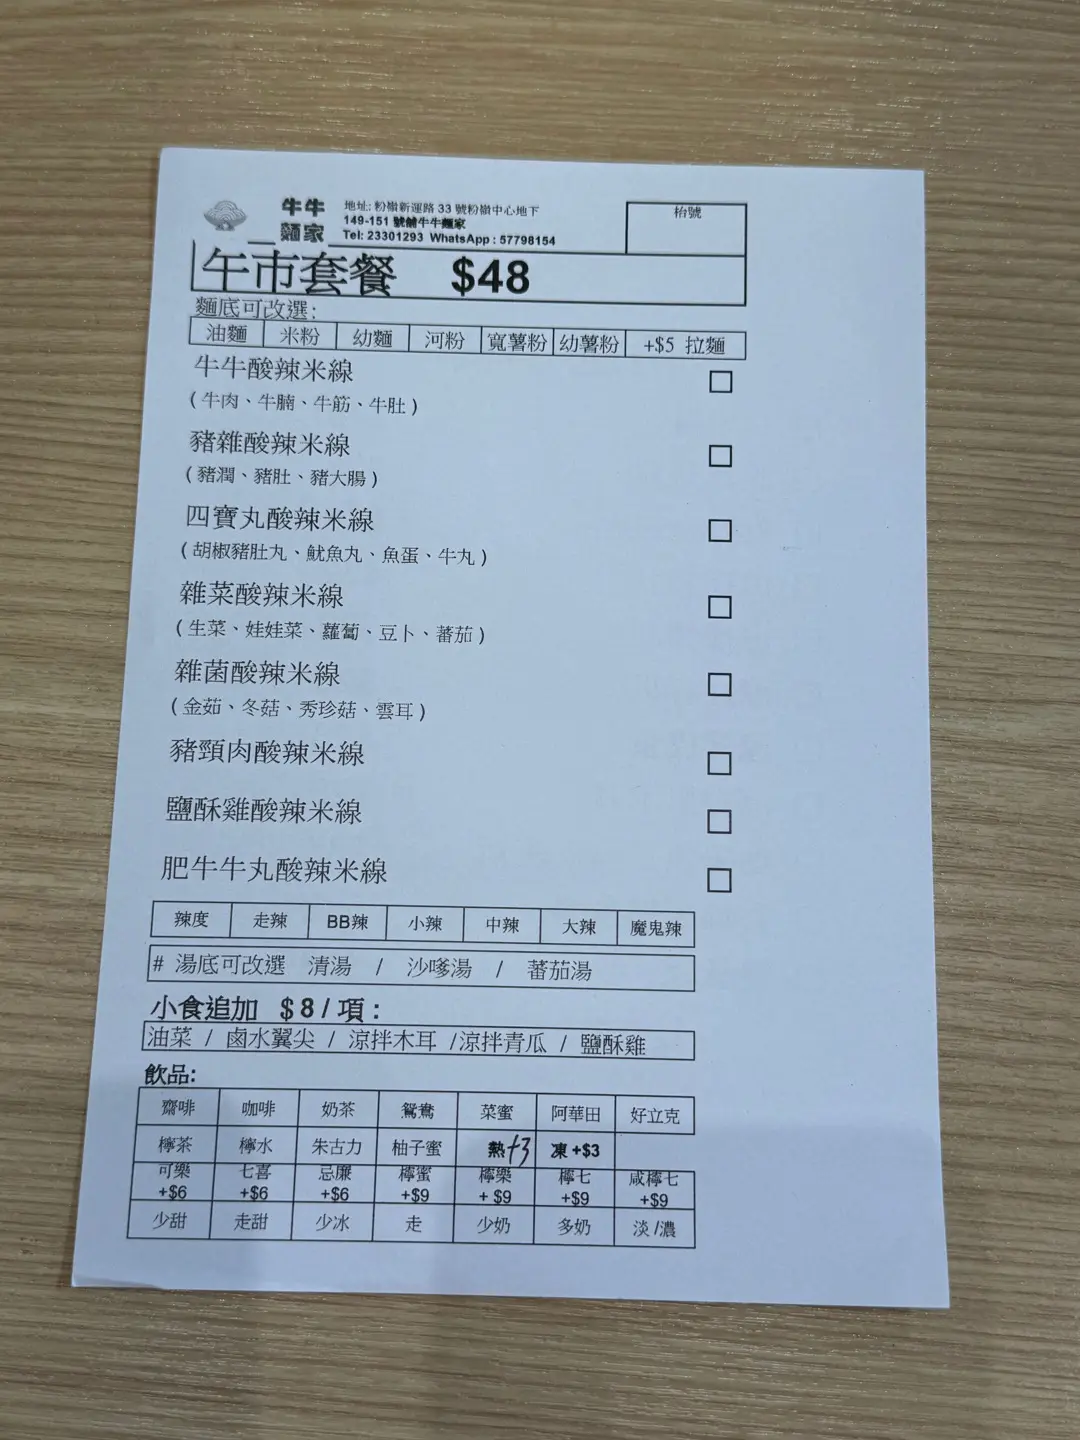 牛牛
麵家
地址: 粉嶺新運路 33 號粉嶺中心地下
149-151 號舖牛牛麵家
Tel: 23301293 WhatsApp : 57798154
枱號
午市套餐 $48
麵底可改選:
油麵 米粉 幼麵 河粉 寬薯粉 幼薯粉 +$5 拉麵
牛牛酸辣米線
(牛肉、牛腩、牛筋、牛肚)
豬雜酸辣米線
(豬潤、豬肚、豬大腸)
四寶丸酸辣米線
(胡椒豬肚丸、魷魚丸、魚蛋、牛丸)
雜菜酸辣米線
(生菜、娃娃菜、蘿蔔、豆卜、蕃茄)
雜菌酸辣米線
(金茹、冬菇、秀珍菇、雲耳)
豬頸肉酸辣米線
鹽酥雞酸辣米線
肥牛牛丸酸辣米線
辣度 走辣 BB辣 小辣 中辣 大辣 魔鬼辣
# 湯底可改選 清湯 / 沙嗲湯 / 蕃茄湯
小食追加 $8/項:
油菜 / 鹵水翼尖 / 涼拌木耳 /涼拌青瓜 / 鹽酥雞
飲品:
齋啡 咖啡 奶茶 鴛鴦 菜蜜 阿華田 好立克
檸茶 檸水 朱古力 柚子蜜 熱+3 凍+$3
可樂 七喜 忌廉 檸蜜 檸樂 檸七 咸檸七
+$6 +$6 +$6 +$9 + $9 +$9 +$9
少甜 走甜 少冰 走 少奶 多奶 淡/濃